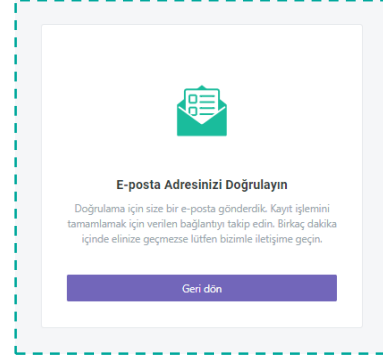 E-posta Adresinizi Doğrulayın
Doğrulama için size bir e-posta gönderdik. Kayıt işlemini
tamamlamak için verilen bağlantıyı takip edin. Birkaç dakika
içinde elinize geçmezse lütfen bizimle iletişime geçin.
Geri dön